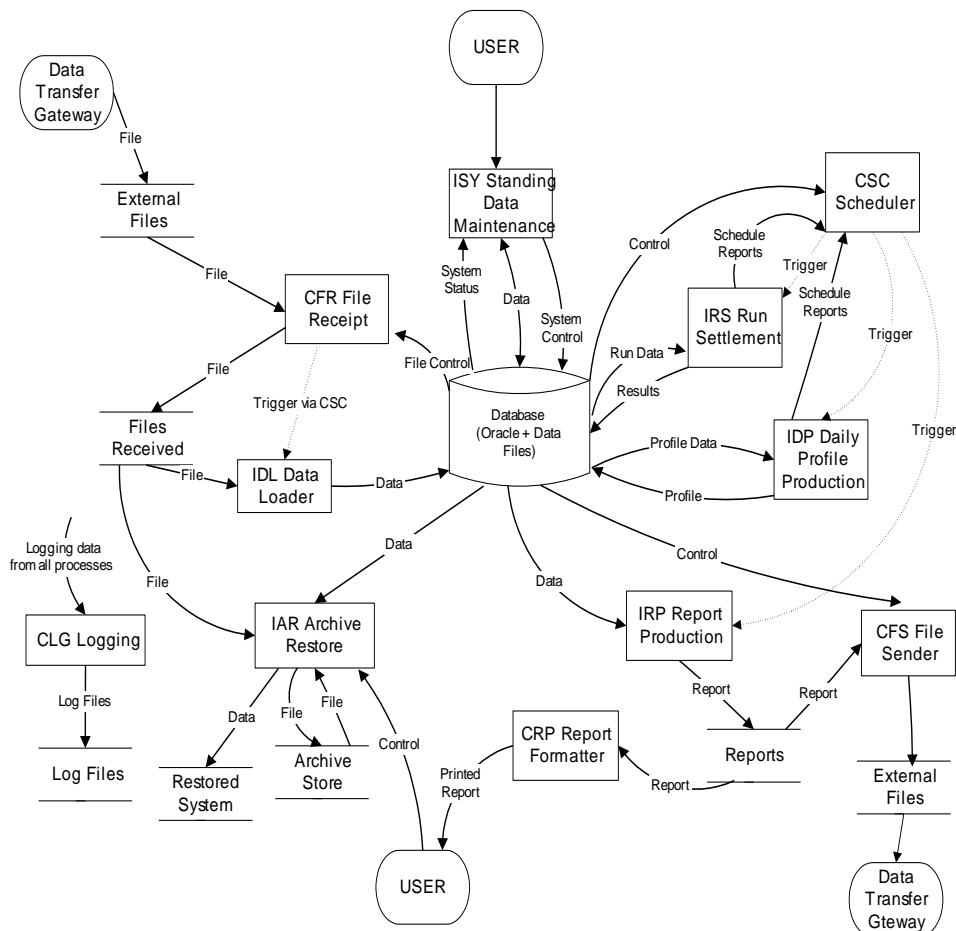 USER
Data
Transfer
Gateway
File
External
Files
ISY Standing
Data
Maintenance
CSC
Scheduler
Control
Schedule
Reports
Trigger
File
System
Status
Data
System
Control
CFR File
Receipt
IRS Run
Settlement
Schedule
Reports
Trigger
File Control
Run Data
File
Results
Trigger via CSC
Database
(Oracle + Data
Files)
Files
Received
Profile Data
IDP Daily
Profile
Production
Trigger
File
IDL Data
Loader
Data
Profile
Logging data
from all processes
File
Data
Data
Control
CLG Logging
IAR Archive
Restore
IRP Report
Production
CFS File
Sender
Log Files
Data
File
File
Control
Report
Report
Log Files
Restored
System
Archive
Store
CRP Report
Formatter
Reports
Printed
Report
Report
External
Files
USER
Data
Transfer
Gteway